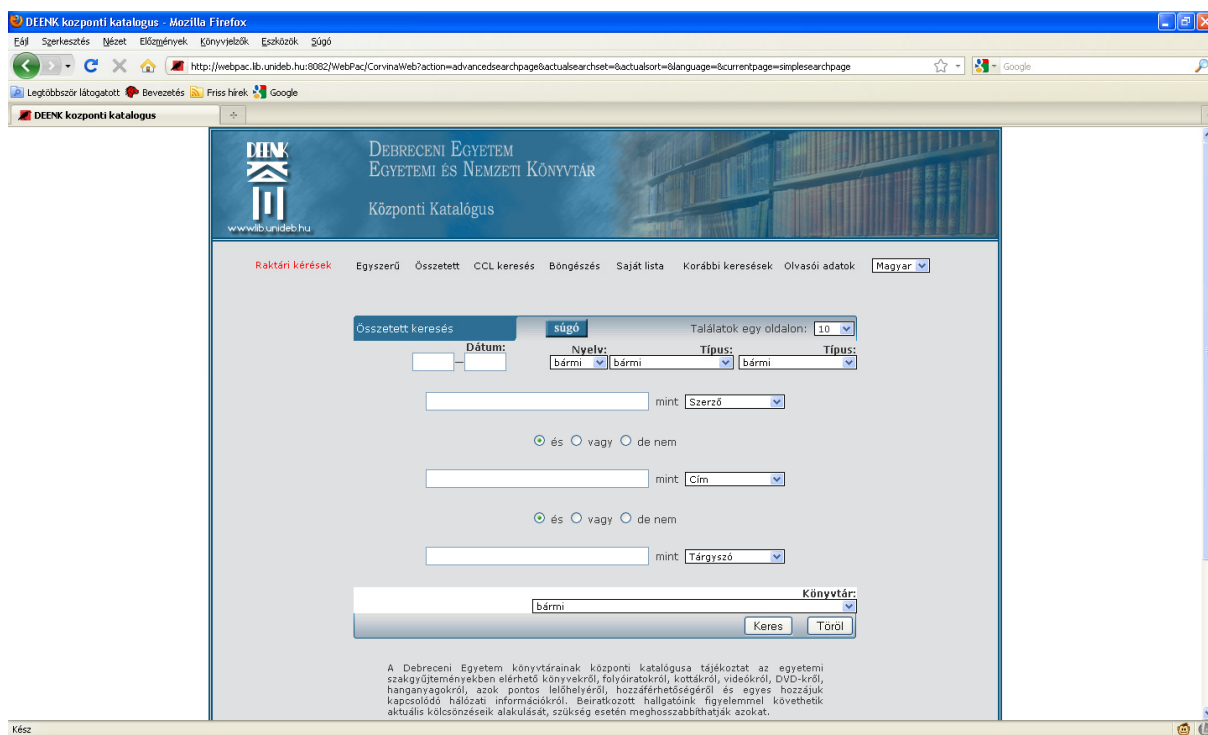 DEENK kozponti katalogus - Mozilla Firefox
Fájl Szerkesztés Nézet Előzmények Könyvjelzők Eszközök Súgó
http://webpac.lib.unideb.hu:8082/WebPac/CorvinaWeb?action=advancedsearchpage&actualsearchset=&actualsort=&language=&currentpage=simplesearchpage
Google
Legtöbbször látogatott Bevezetés Friss hírek Google
DEENK kozponti katalogus
DEENK
www.lib.unideb.hu
DEBRECENI EGYETEM
EGYETEMI ÉS NEMZETI KÖNYVTÁR
Központi Katalógus
Raktári kérések Egyszerű Összetett CCL keresés Böngészés Saját lista Korábbi keresések Olvasói adatok Magyar
Összetett keresés súgó Találatok egy oldalon: 10
Dátum: Nyelv: Típus: Típus:
– bármi bármi bármi
mint Szerző
és vagy de nem
mint Cím
és vagy de nem
mint Tárgyszó
Könyvtár:
bármi
Keres Töröl
A Debreceni Egyetem könyvtárainak központi katalógusa tájékoztat az egyetemi
szakgyűjteményekben elérhető könyvekről, folyóiratokról, kottákról, videókról, DVD-kről,
hanganyagokról, azok pontos lelőhelyéről, hozzáférhetőségéről és egyes hozzájuk
kapcsolódó hálózati információkról. Beiratkozott hallgatóink figyelemmel követhetik
aktuális kölcsönzéseik alakulását, szükség esetén meghosszabbíthatják azokat.
Kész